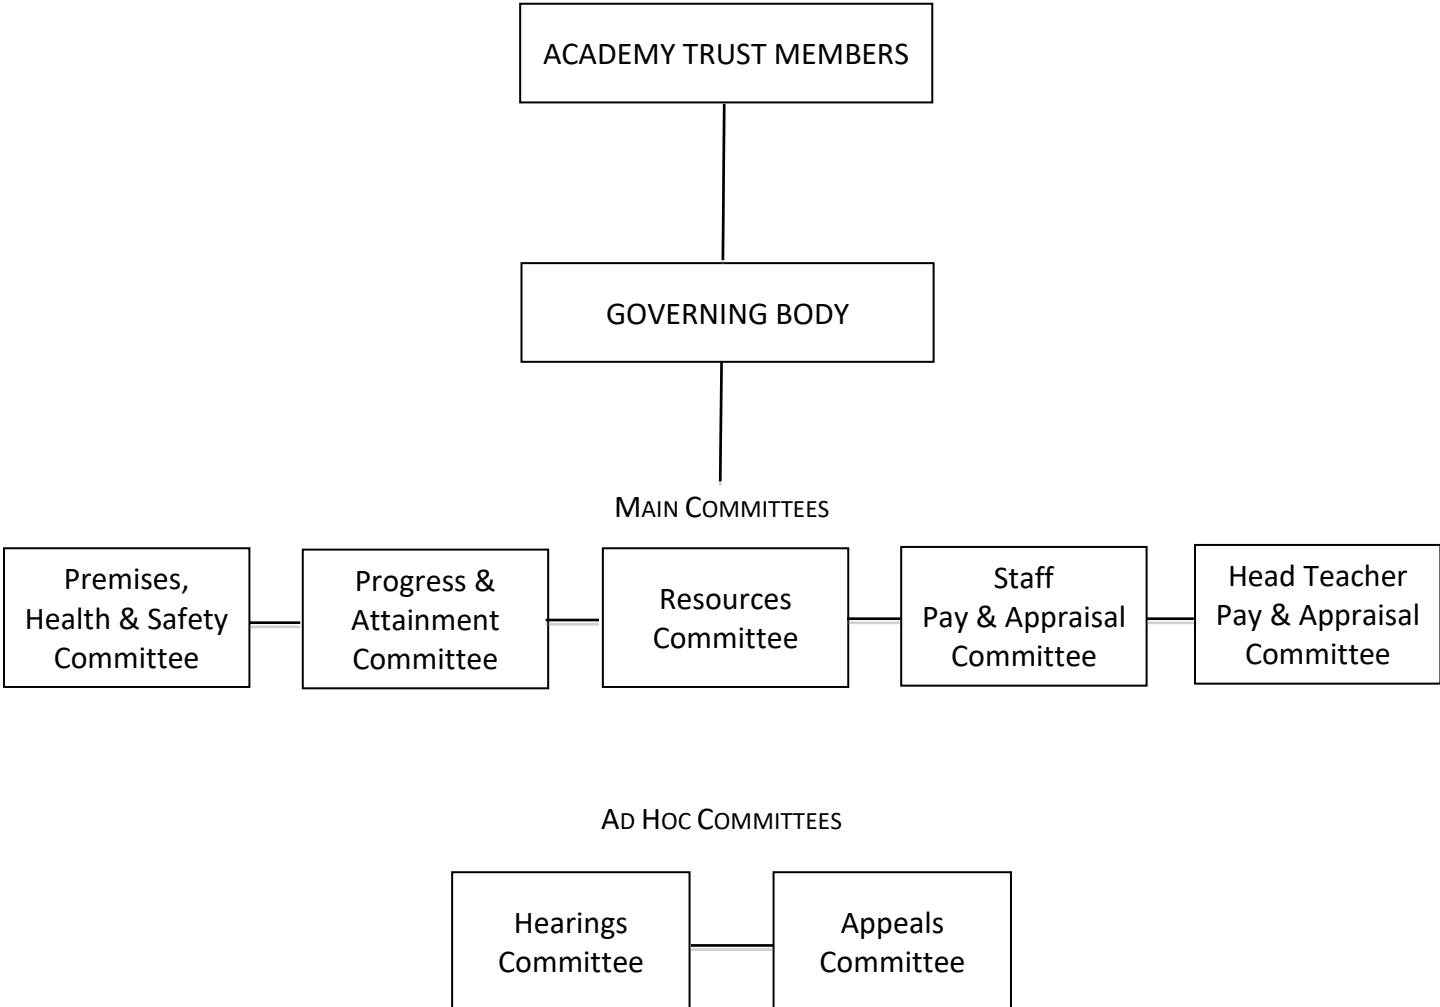 ACADEMY TRUST MEMBERS
GOVERNING BODY
MAIN COMMITTEES
Premises,
Health & Safety
Committee
Progress &
Attainment
Committee
Resources
Committee
Staff
Pay & Appraisal
Committee
Head Teacher
Pay & Appraisal
Committee
AD HOC COMMITTEES
Hearings
Committee
Appeals
Committee